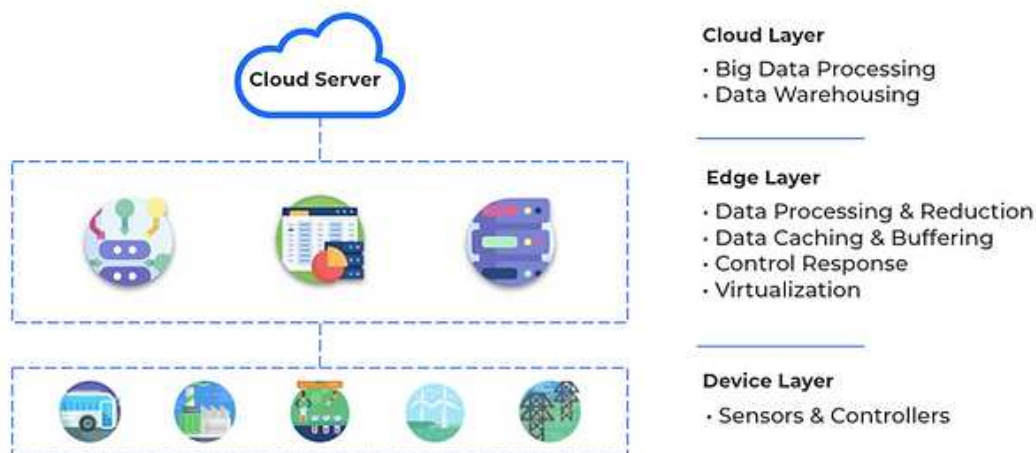 Cloud Server
Cloud Layer
• Big Data Processing
• Data Warehousing
Edge Layer
• Data Processing & Reduction
• Data Caching & Buffering
• Control Response
• Virtualization
Device Layer
• Sensors & Controllers